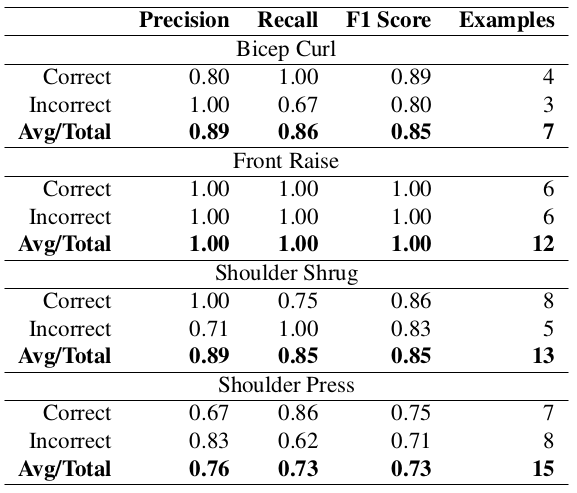 Precision Recall F1 Score Examples
Bicep Curl
Correct 0.80 1.00 0.89 4
Incorrect 1.00 0.67 0.80 3
Avg/Total 0.89 0.86 0.85 7
Front Raise
Correct 1.00 1.00 1.00 6
Incorrect 1.00 1.00 1.00 6
Avg/Total 1.00 1.00 1.00 12
Shoulder Shrug
Correct 1.00 0.75 0.86 8
Incorrect 0.71 1.00 0.83 5
Avg/Total 0.89 0.85 0.85 13
Shoulder Press
Correct 0.67 0.86 0.75 7
Incorrect 0.83 0.62 0.71 8
Avg/Total 0.76 0.73 0.73 15